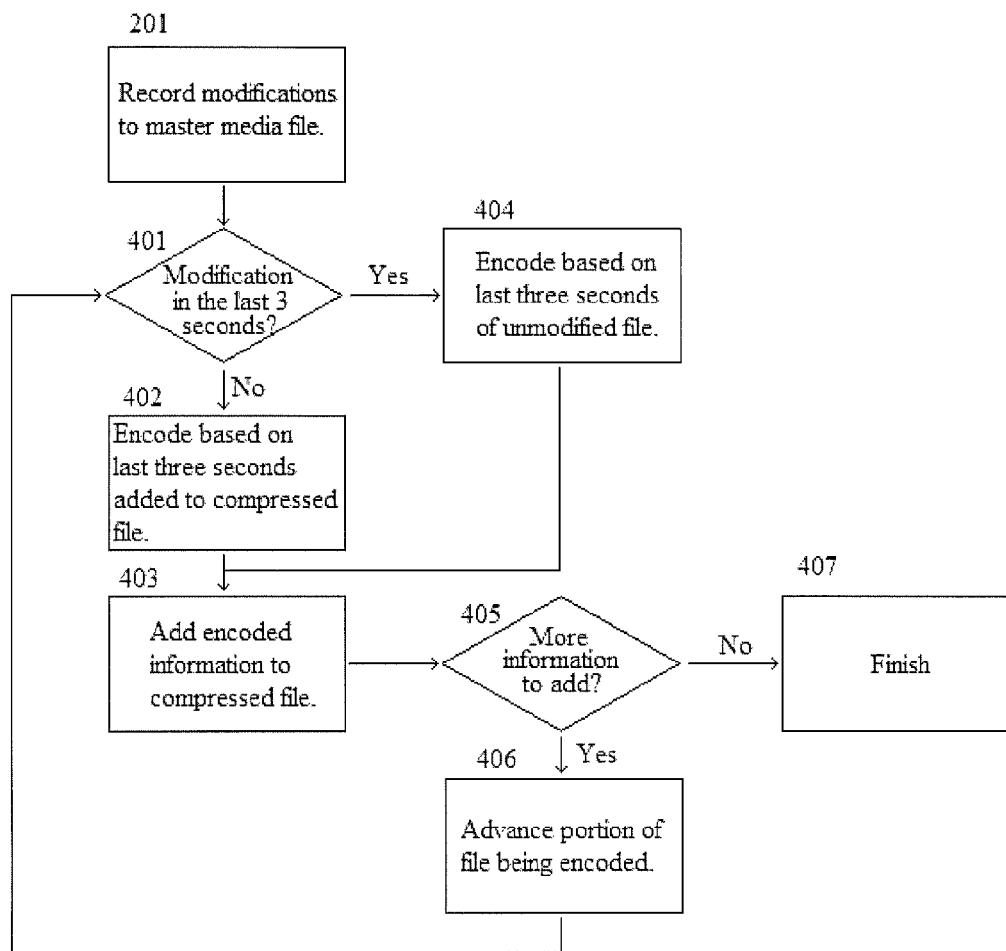 201
Record modifications
to master media file.
401
Modification
in the last 3
seconds?
Yes
404
Encode based on
last three seconds
of unmodified file.
No
402
Encode based on
last three seconds
added to compressed
file.
403
Add encoded
information to
compressed file.
405
More
information
to add?
No
407
Finish
Yes
406
Advance portion of
file being encoded.